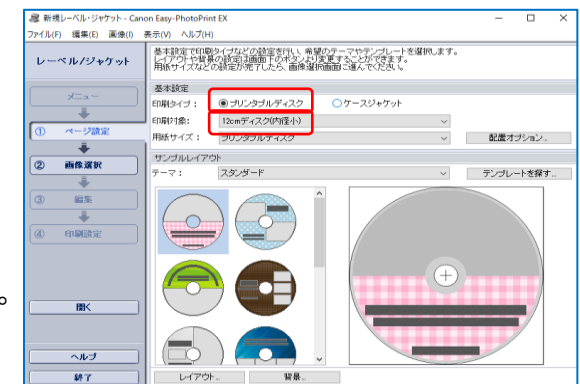 新規レーベル・ジャケット - Canon Easy-PhotoPrint EX
ファイル(F) 編集(E) 画像(I) 表示(V) ヘルプ(H)
レーベル/ジャケット
基本設定で印刷タイプなどの設定を行い、希望のテーマやテンプレートを選択します。
レイアウトや背景の設定は画面下のボタンより変更することができます。
用紙サイズなどの設定が完了したら、画像選択画面に進んでください。
メニュー
① ページ設定
② 画像選択
③ 編集
④ 印刷設定
開く
ヘルプ
終了
基本設定
印刷タイプ： プリンタブルディスク ケースジャケット
印刷対象： 12cmディスク(内径小)
用紙サイズ： プリンタブルディスク 配置オプション...
サンプルレイアウト
テーマ： スタンダード テンプレートを探す...
レイアウト... 背景...
。